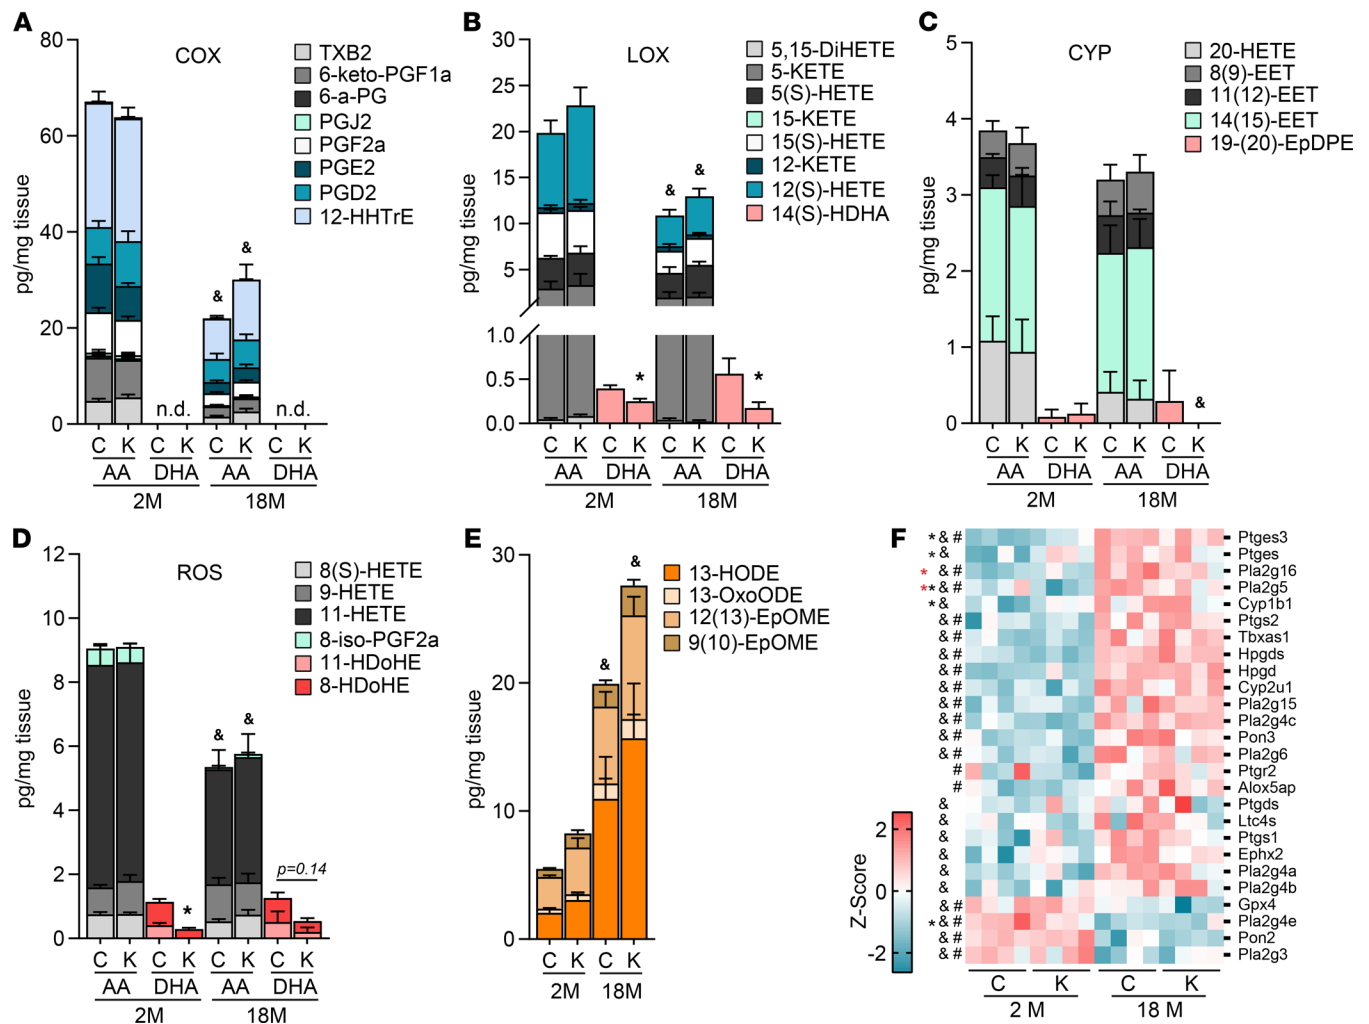 A
COX
80
60
40
20
0
pg/mg tissue
TXB2
6-keto-PGF1a
6-a-PG
PGJ2
PGF2a
PGE2
PGD2
12-HHTrE
n.d.
&
&
n.d.
C K C K C K C K
AA DHA AA DHA
2M 18M
B
LOX
30
25
20
15
10
5
1.0
0.5
0.0
pg/mg tissue
5,15-DiHETE
5-KETE
5(S)-HETE
15-KETE
15(S)-HETE
12-KETE
12(S)-HETE
14(S)-HDHA
*
&
&
*
C K C K C K C K
AA DHA AA DHA
2M 18M
C
CYP
5
4
3
2
1
0
pg/mg tissue
20-HETE
8(9)-EET
11(12)-EET
14(15)-EET
19-(20)-EpDPE
&
C K C K C K C K
AA DHA AA DHA
2M 18M
D
ROS
12
10
8
6
4
2
0
pg/mg tissue
8(S)-HETE
9-HETE
11-HETE
8-iso-PGF2a
11-HDoHE
8-HDoHE
*
&
&
p=0.14
C K C K C K C K
AA DHA AA DHA
2M 18M
E
30
20
10
0
pg/mg tissue
13-HODE
13-OxoODE
12(13)-EpOME
9(10)-EpOME
&
&
C K C K
2M 18M
F
* & # Ptges3
* & Ptges
* & # Pla2g16
* * & # Pla2g5
* & Cyp1b1
& # Ptgs2
& # Tbxas1
& # Hpgds
& # Hpgd
& # Cyp2u1
& # Pla2g15
& # Pla2g4c
& # Pon3
& # Pla2g6
# Ptgr2
# Alox5ap
& Ptgds
& Ltc4s
& Ptgs1
& Ephx2
& Pla2g4a
& Pla2g4b
& # Gpx4
* & # Pla2g4e
& # Pon2
& # Pla2g3
Z-Score
2
0
-2
C K C K
2 M 18 M